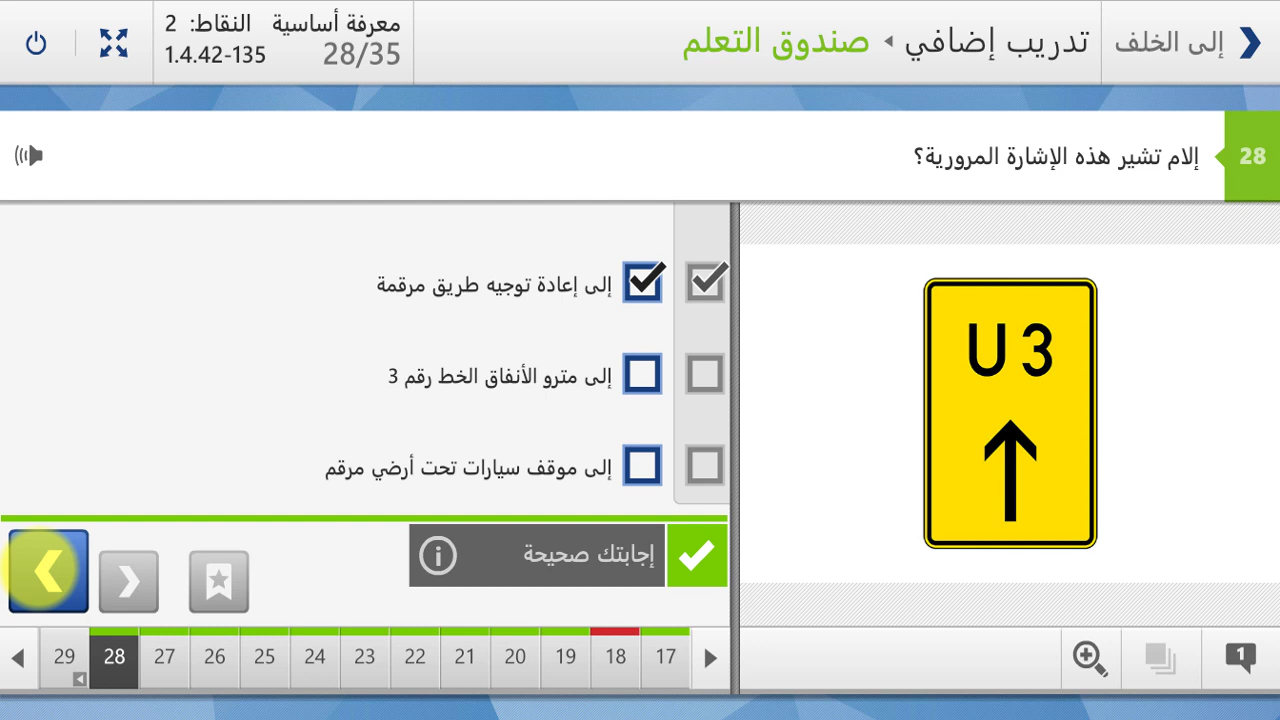 إلى الخلف
تدريب إضافي
صندوق التعلم
معرفة أساسية
28/35
النقاط: 2
1.4.42-135
28
إلام تشير هذه الإشارة المرورية؟
U3
إلى إعادة توجيه طريق مرقمة
إلى مترو الأنفاق الخط رقم 3
إلى موقف سيارات تحت أرضي مرقم
إجابتك صحيحة
i
1
17 18 19 20 21 22 23 24 25 26 27 28 29